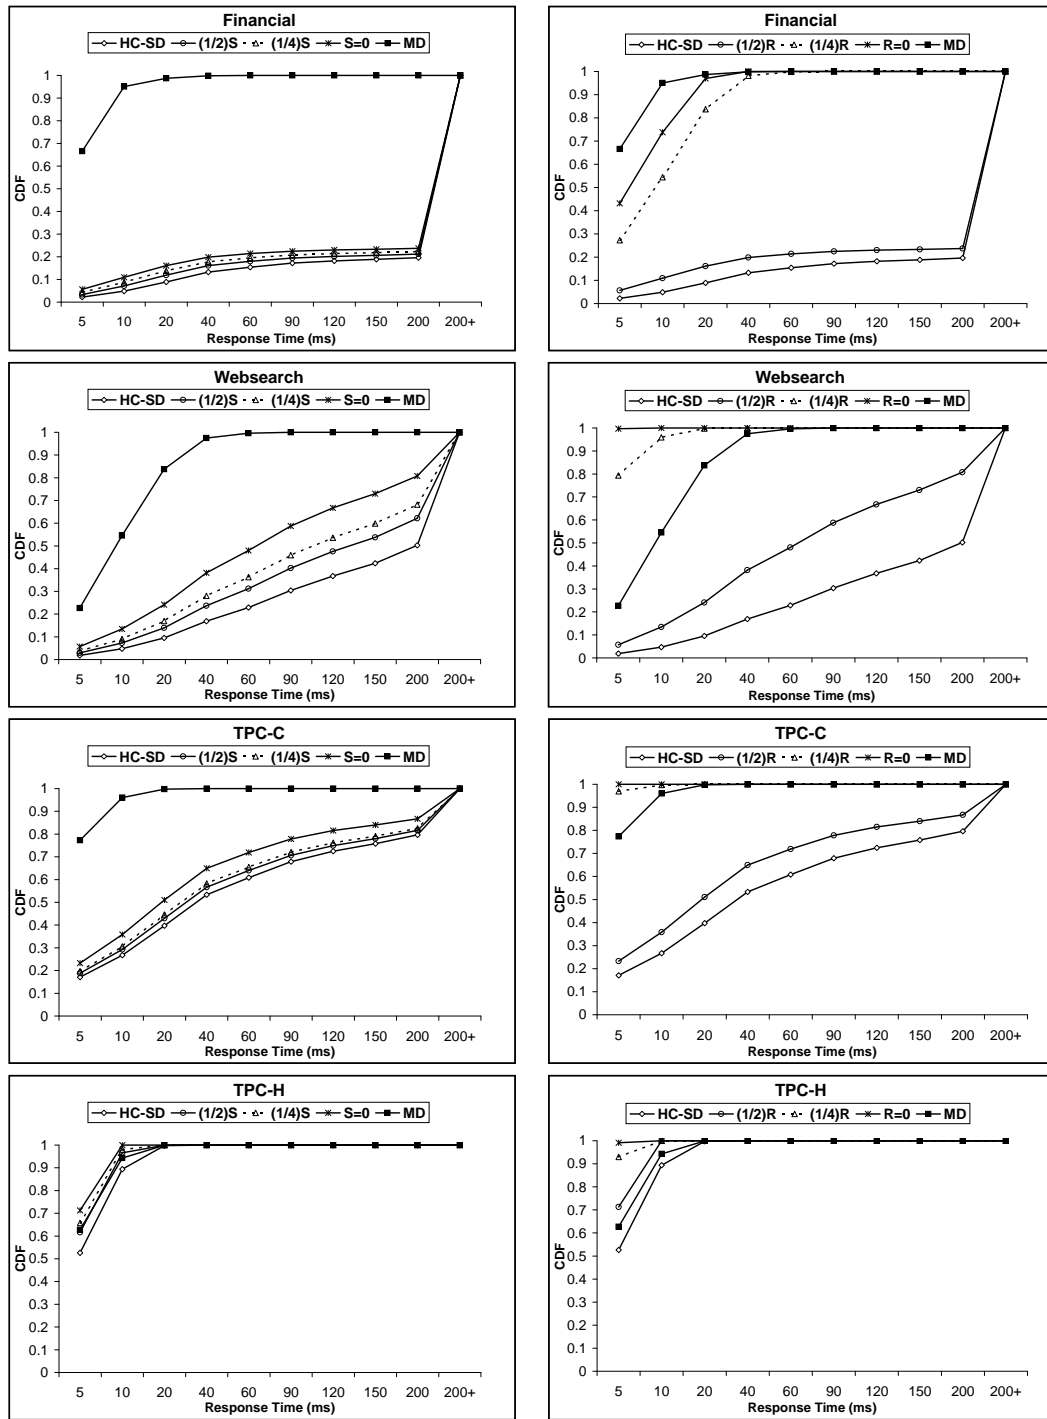 Financial
HC-SD (1/2)S (1/4)S S=0 MD
1
0.9
0.8
0.7
0.6
0.5
0.4
0.3
0.2
0.1
0
CDF
5 10 20 40 60 90 120 150 200 200+
Response Time (ms)
Financial
HC-SD (1/2)R (1/4)R R=0 MD
1
0.9
0.8
0.7
0.6
0.5
0.4
0.3
0.2
0.1
0
CDF
5 10 20 40 60 90 120 150 200 200+
Response Time (ms)
Websearch
HC-SD (1/2)S (1/4)S S=0 MD
1
0.9
0.8
0.7
0.6
0.5
0.4
0.3
0.2
0.1
0
CDF
5 10 20 40 60 90 120 150 200 200+
Response Time (ms)
Websearch
HC-SD (1/2)R (1/4)R R=0 MD
1
0.9
0.8
0.7
0.6
0.5
0.4
0.3
0.2
0.1
0
CDF
5 10 20 40 60 90 120 150 200 200+
Response Time (ms)
TPC-C
HC-SD (1/2)S (1/4)S S=0 MD
1
0.9
0.8
0.7
0.6
0.5
0.4
0.3
0.2
0.1
0
CDF
5 10 20 40 60 90 120 150 200 200+
Response Time (ms)
TPC-C
HC-SD (1/2)R (1/4)R R=0 MD
1
0.9
0.8
0.7
0.6
0.5
0.4
0.3
0.2
0.1
0
CDF
5 10 20 40 60 90 120 150 200 200+
Response Time (ms)
TPC-H
HC-SD (1/2)S (1/4)S S=0 MD
1
0.9
0.8
0.7
0.6
0.5
0.4
0.3
0.2
0.1
0
CDF
5 10 20 40 60 90 120 150 200 200+
Response Time (ms)
TPC-H
HC-SD (1/2)R (1/4)R R=0 MD
1
0.9
0.8
0.7
0.6
0.5
0.4
0.3
0.2
0.1
0
CDF
5 10 20 40 60 90 120 150 200 200+
Response Time (ms)